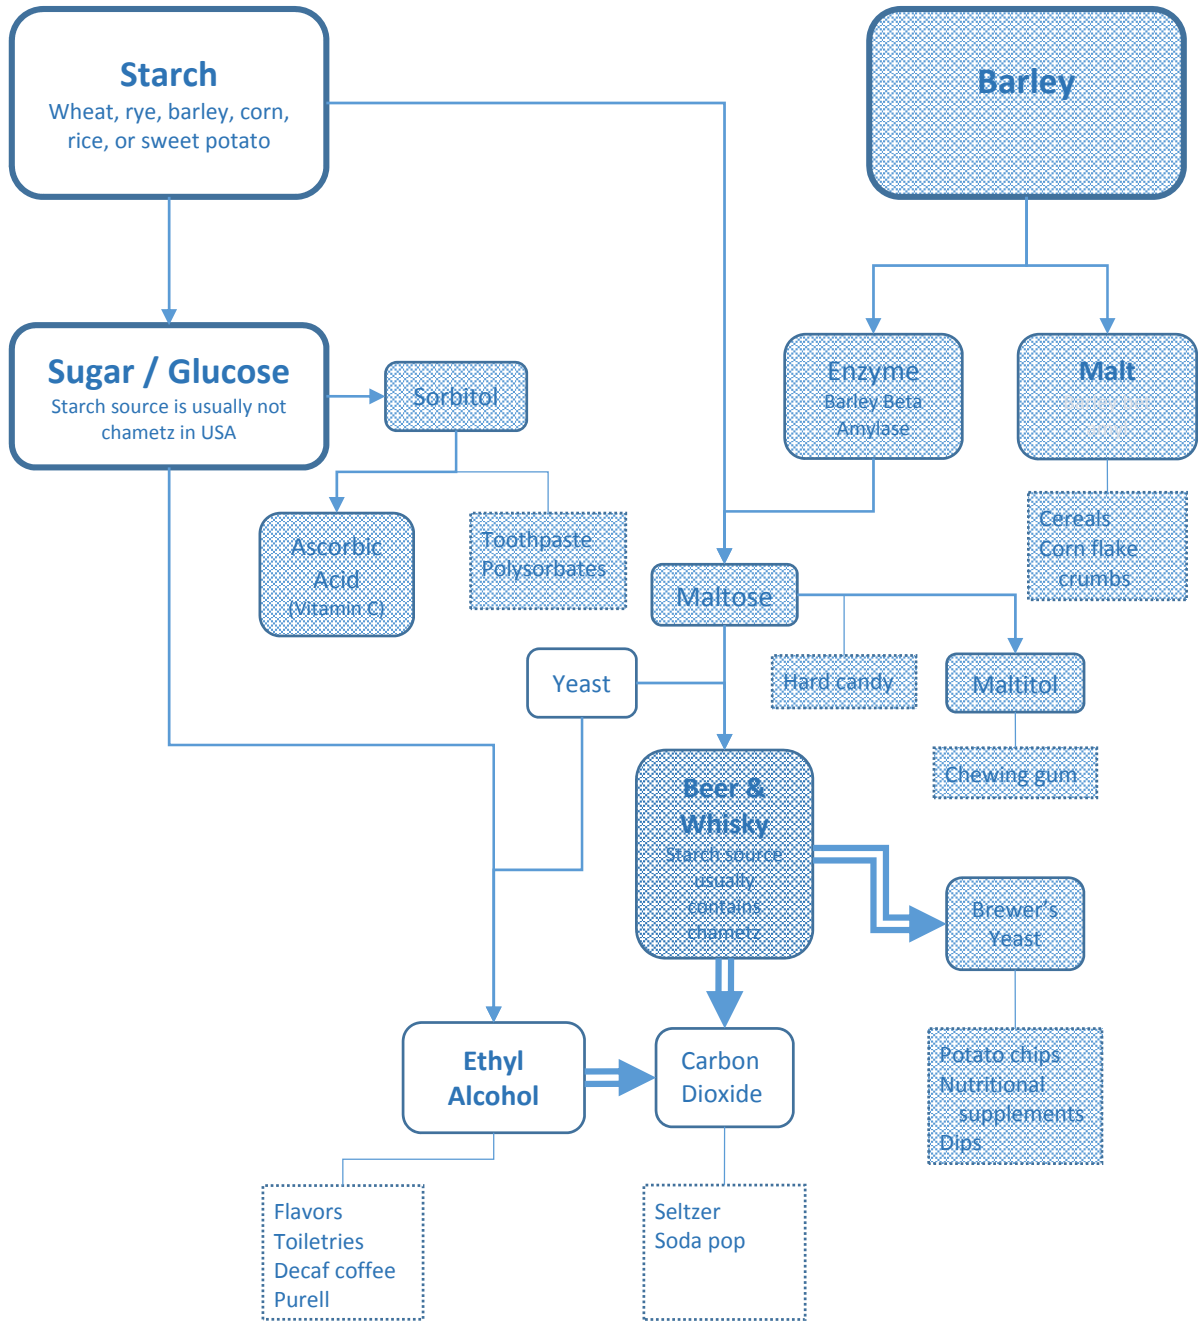 Starch
Wheat, rye, barley, corn,
rice, or sweet potato
Barley
Sugar / Glucose
Starch source is usually not
chametz in USA
Sorbitol
Enzyme
Barley Beta
Amylase
Malt
Ascorbic
Acid
(Vitamin C)
Toothpaste
Polysorbates
Cereals
Corn flake
crumbs
Maltose
Yeast
Hard candy
Maltitol
Chewing gum
Beer &
Whisky
Starch source
usually
contains
chametz
Brewer's
Yeast
Ethyl
Alcohol
Carbon
Dioxide
Potato chips
Nutritional
supplements
Dips
Flavors
Toiletries
Decaf coffee
Purell
Seltzer
Soda pop